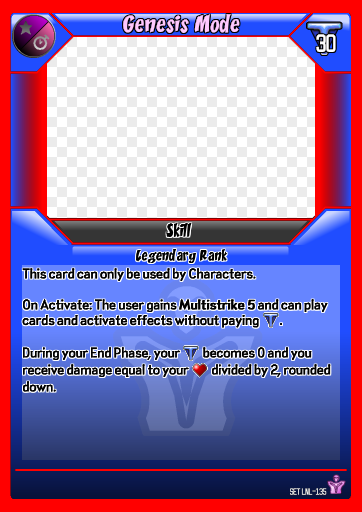 Genesis Mode
30
Skill
Legendary Rank
This card can only be used by Characters.
On Activate: The user gains Multistrike 5 and can play
cards and activate effects without paying .
During your End Phase, your becomes 0 and you
receive damage equal to your divided by 2, rounded
down.
SET LNL-135